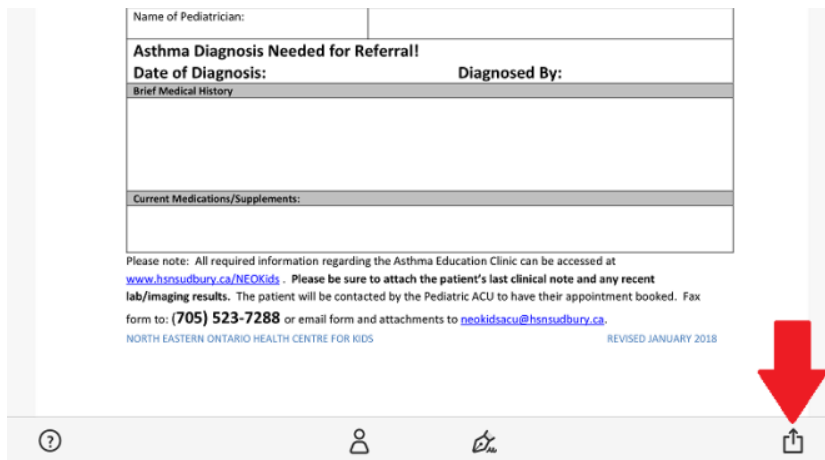 Name of Pediatrician:
Asthma Diagnosis Needed for Referral!
Date of Diagnosis: Diagnosed By:
Brief Medical History
Current Medications/Supplements:
Please note: All required information regarding the Asthma Education Clinic can be accessed at
www.hsnsudbury.ca/NEOKids . Please be sure to attach the patient's last clinical note and any recent
lab/imaging results. The patient will be contacted by the Pediatric ACU to have their appointment booked. Fax
form to: (705) 523-7288 or email form and attachments to neokidsacu@hsnsudbury.ca.
NORTH EASTERN ONTARIO HEALTH CENTRE FOR KIDS REVISED JANUARY 2018
?